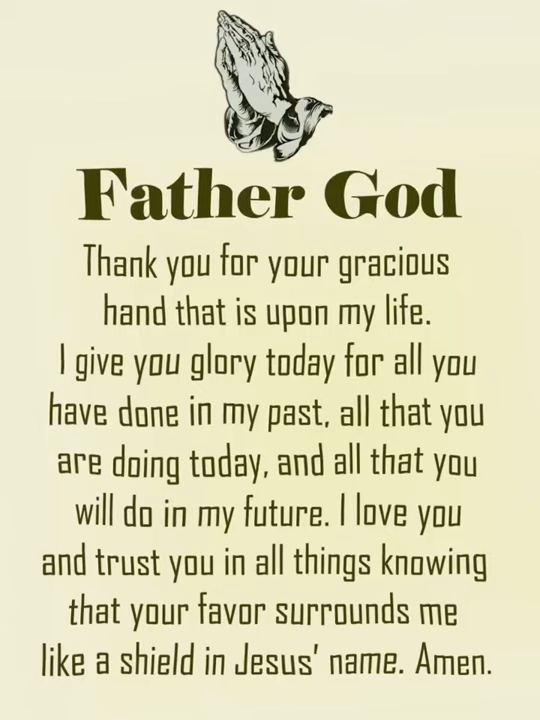 Father God
Thank you for your gracious
hand that is upon my life.
I give you glory today for all you
have done in my past, all that you
are doing today, and all that you
will do in my future. I love you
and trust you in all things knowing
that your favor surrounds me
like a shield in Jesus' name. Amen.